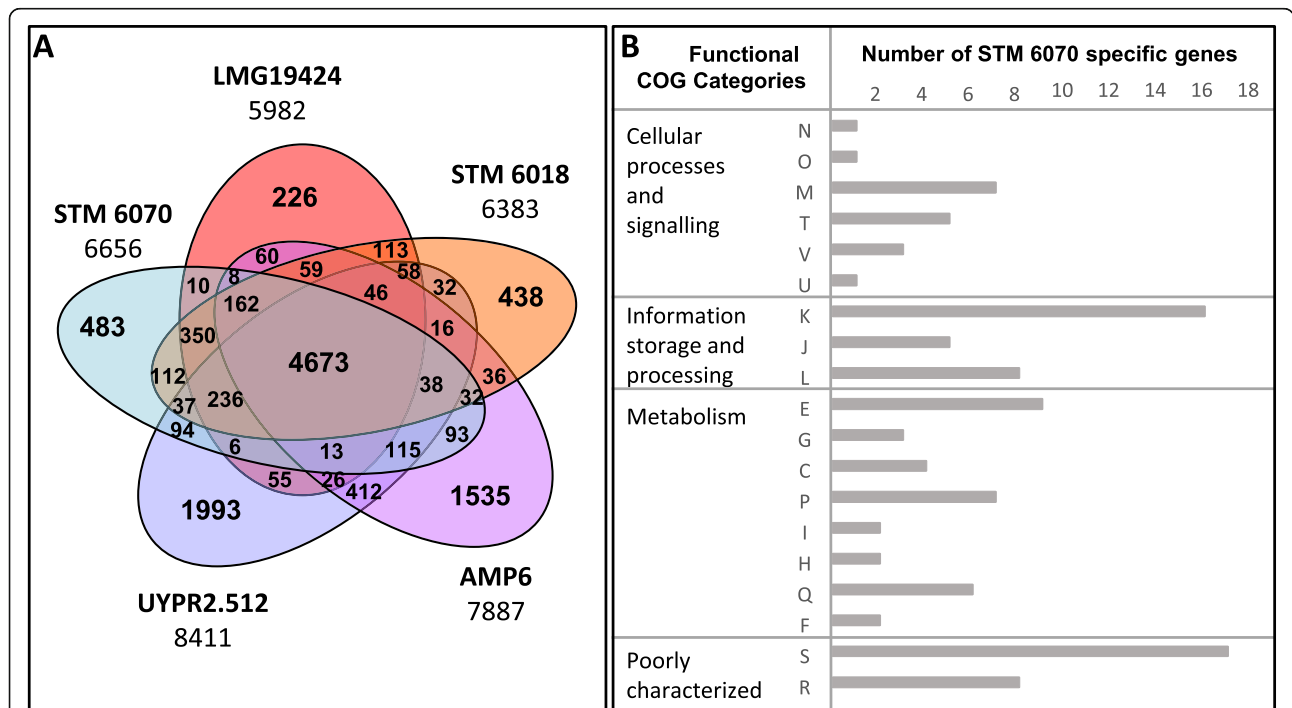 A
LMG19424
5982
STM 6018
6383
STM 6070
6656
226
113
60
59
58
8
10
162
46
32
438
483
350
16
4673
112
38
36
236
32
37
94
6
13
115
93
55
26
412
1993
1535
AMP6
7887
UYPR2.512
8411
B
Functional
COG Categories
Number of STM 6070 specific genes
2 4 6 8 10 12 14 16 18
Cellular
processes
and
signalling
N
O
M
T
V
U
Information
storage and
processing
K
J
L
Metabolism
E
G
C
P
I
H
Q
F
Poorly
characterized
S
R